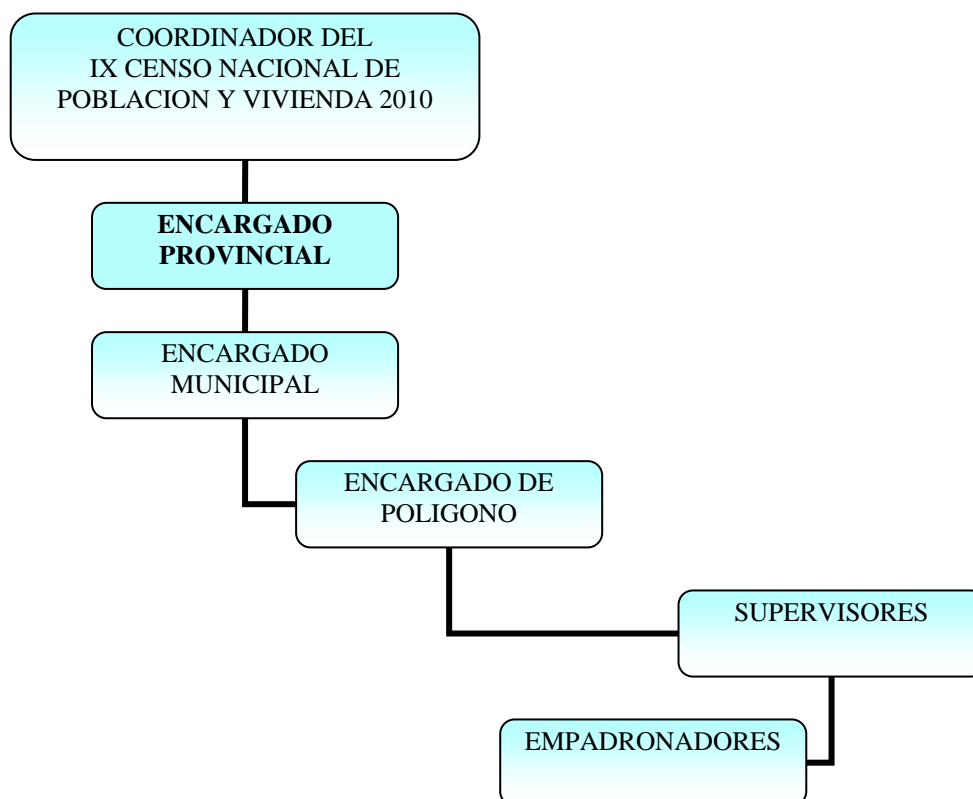 COORDINADOR DEL
IX CENSO NACIONAL DE
POBLACION Y VIVIENDA 2010
ENCARGADO
PROVINCIAL
ENCARGADO
MUNICIPAL
ENCARGADO DE
POLIGONO
SUPERVISORES
EMPADRONADORES